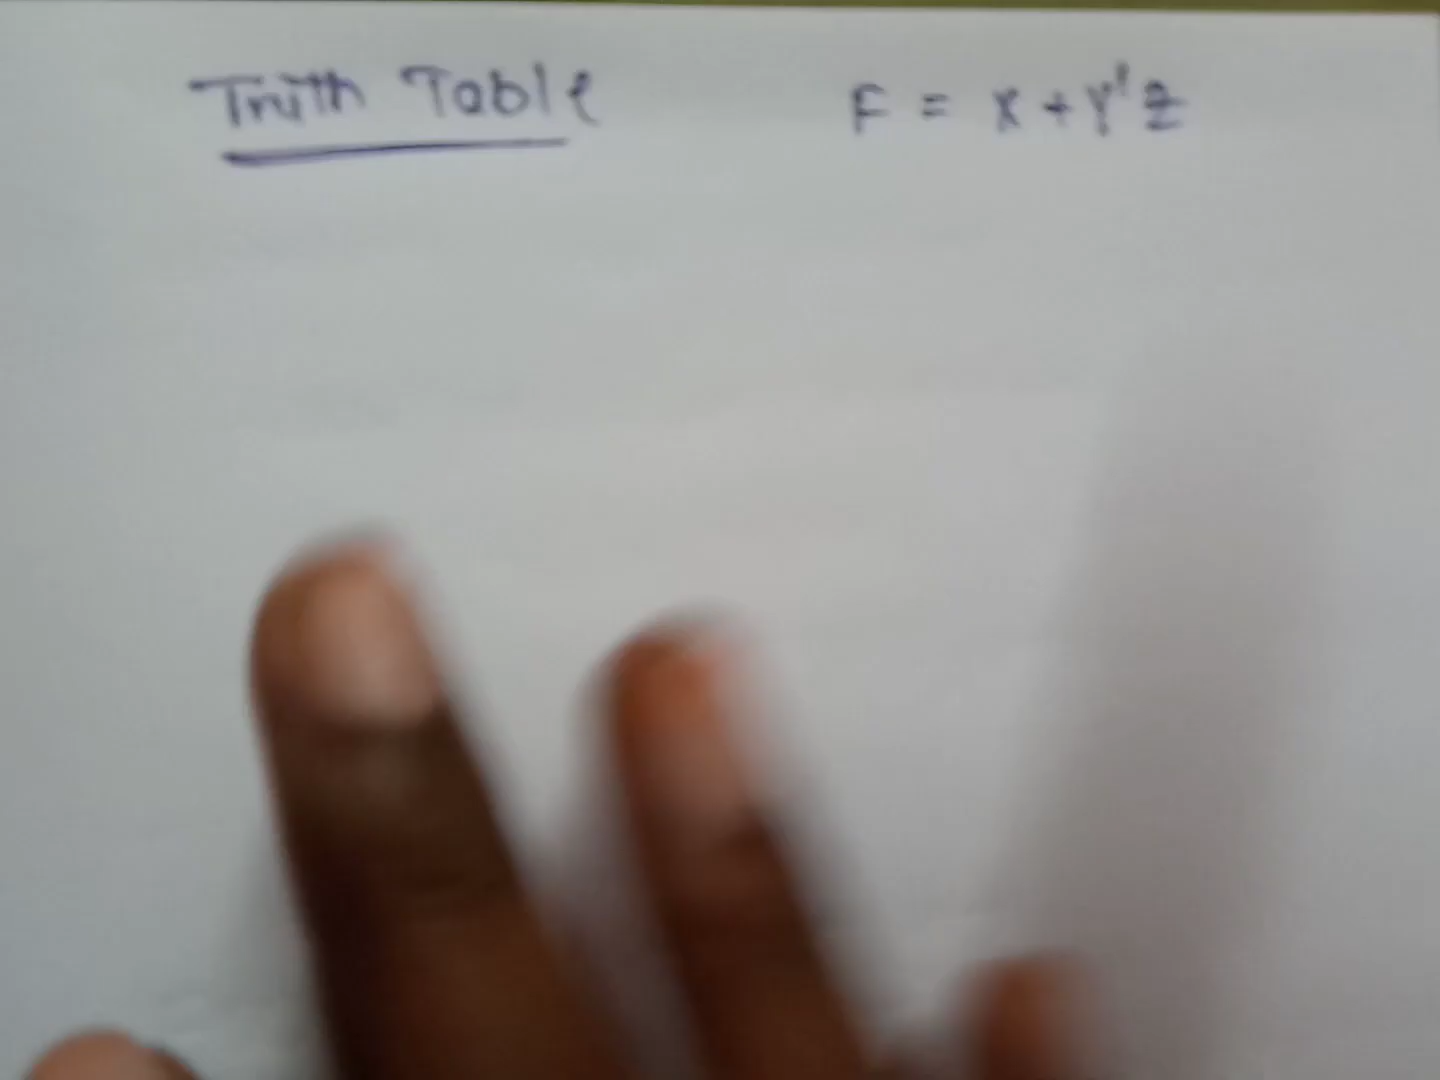 Truth Table
F = X + Y'Z